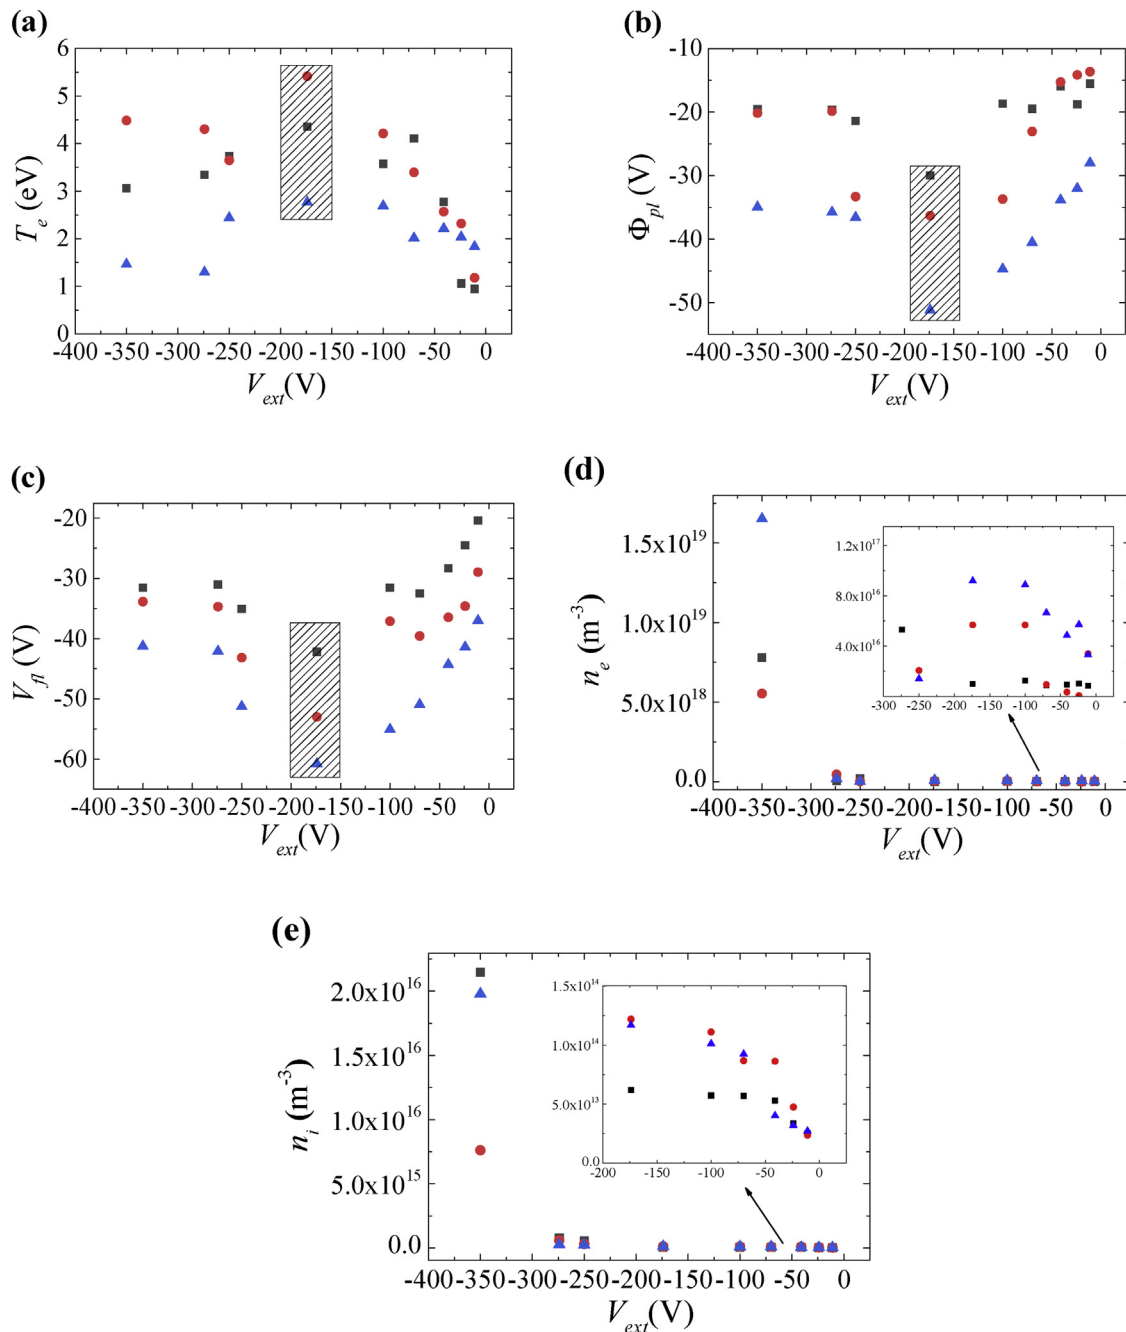 (a)
6
5
4
3
2
1
0
T_e (eV)
-400 -350 -300 -250 -200 -150 -100 -50 0
V_ext(V)
(b)
-10
-20
-30
-40
-50
Φ_pl (V)
-400 -350 -300 -250 -200 -150 -100 -50 0
V_ext(V)
(c)
-20
-30
-40
-50
-60
V_fl(V)
-400 -350 -300 -250 -200 -150 -100 -50 0
V_ext(V)
(d)
1.5x10^19
1.0x10^19
5.0x10^18
0.0
n_e (m^-3)
1.2x10^17
8.0x10^16
4.0x10^16
-300 -250 -200 -150 -100 -50 0
-400 -350 -300 -250 -200 -150 -100 -50 0
V_ext(V)
(e)
2.0x10^16
1.5x10^16
1.0x10^16
5.0x10^15
0.0
n_i (m^-3)
1.5x10^14
1.0x10^14
5.0x10^13
0.0
-200 -150 -100 -50 0
-400 -350 -300 -250 -200 -150 -100 -50 0
V_ext(V)